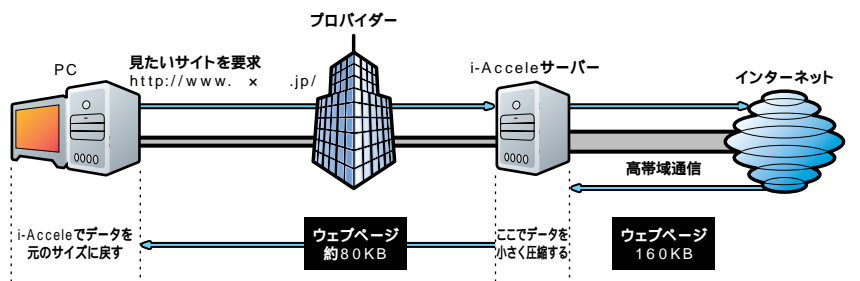 プロバイダー
PC
見たいサイトを要求
http://www. × .jp/
i-Acceleサーバー
インターネット
高帯域通信
i-Acceleでデータを
元のサイズに戻す
ウェブページ
約80KB
ここでデータを
小さく圧縮する
ウェブページ
160KB